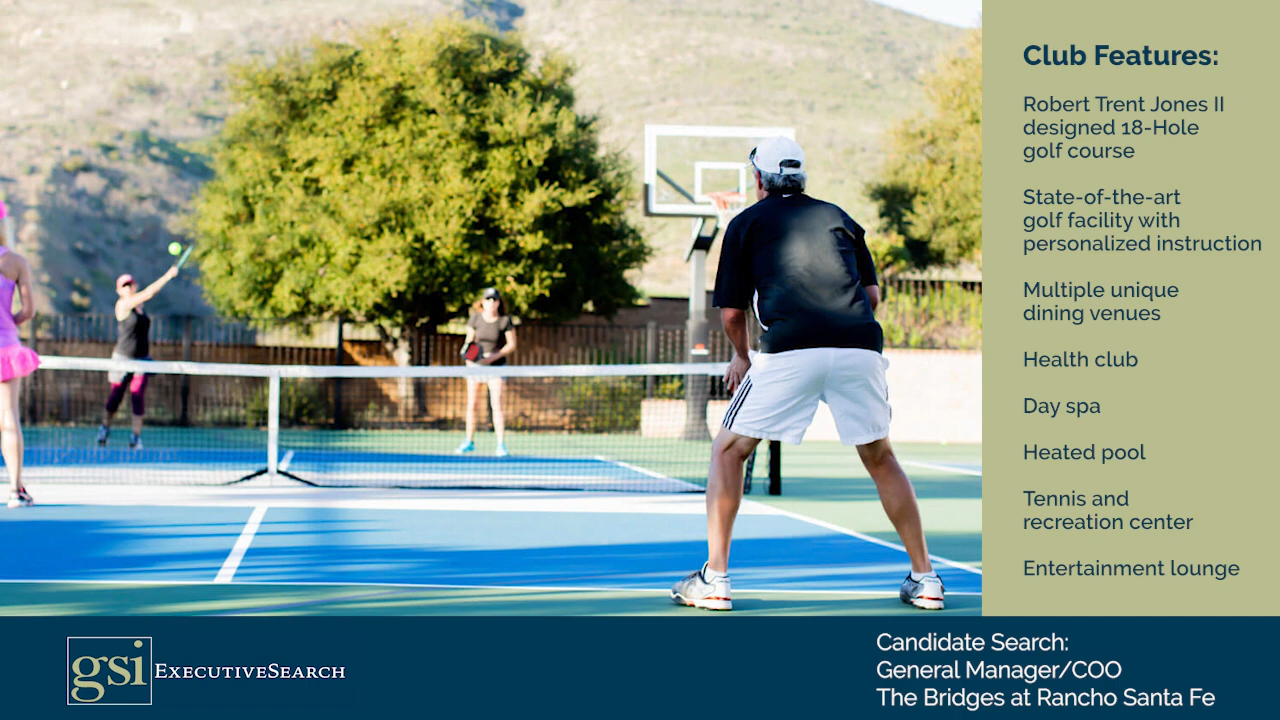 Club Features:
Robert Trent Jones II
designed 18-Hole
golf course
State-of-the-art
golf facility with
personalized instruction
Multiple unique
dining venues
Health club
Day spa
Heated pool
Tennis and
recreation center
Entertainment lounge
gsi EXECUTIVESEARCH
Candidate Search:
General Manager/COO
The Bridges at Rancho Santa Fe